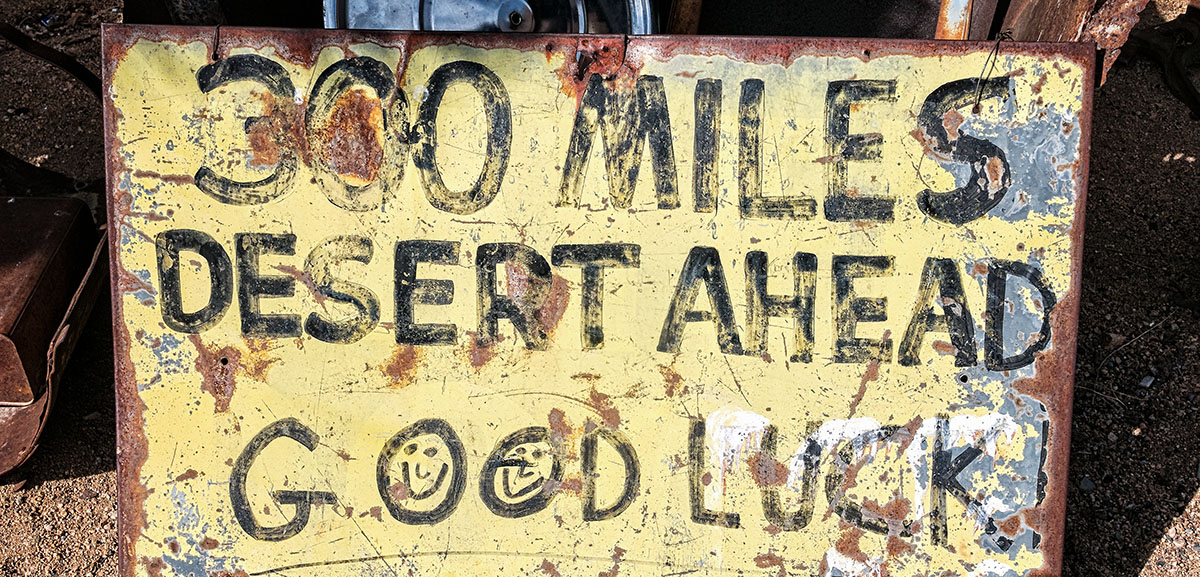 300 MILES
DESERT AHEAD
GOOD LUCK